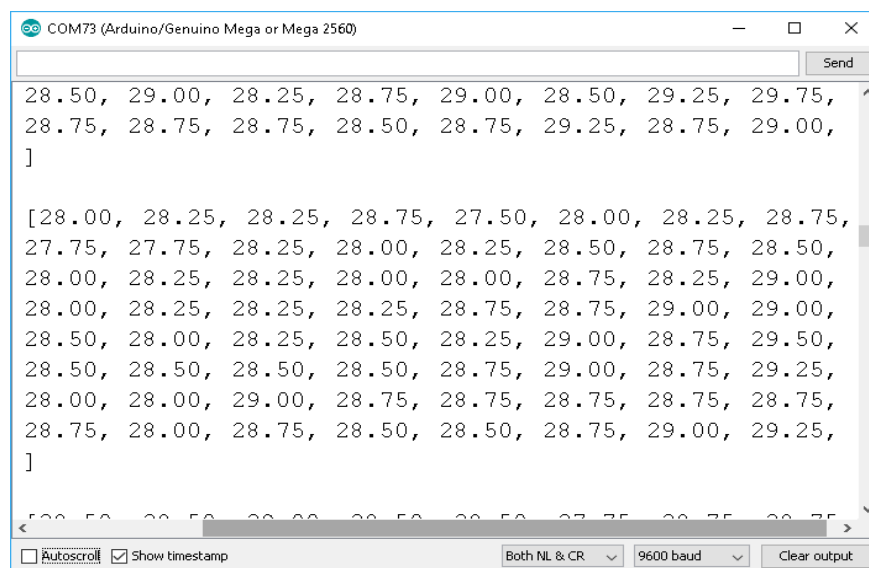 COM73 (Arduino/Genuino Mega or Mega 2560)
Send
28.50, 29.00, 28.25, 28.75, 29.00, 28.50, 29.25, 29.75,
28.75, 28.75, 28.75, 28.50, 28.75, 29.25, 28.75, 29.00,
]
[28.00, 28.25, 28.25, 28.75, 27.50, 28.00, 28.25, 28.75,
27.75, 27.75, 28.25, 28.00, 28.25, 28.50, 28.75, 28.50,
28.00, 28.25, 28.25, 28.00, 28.00, 28.75, 28.25, 29.00,
28.00, 28.25, 28.25, 28.25, 28.75, 28.75, 29.00, 29.00,
28.50, 28.00, 28.25, 28.50, 28.25, 29.00, 28.75, 29.50,
28.50, 28.50, 28.50, 28.50, 28.75, 29.00, 28.75, 29.25,
28.00, 28.00, 29.00, 28.75, 28.75, 28.75, 28.75, 28.75,
28.75, 28.00, 28.75, 28.50, 28.50, 28.75, 29.00, 29.25,
]
Autoscroll Show timestamp Both NL & CR 9600 baud Clear output